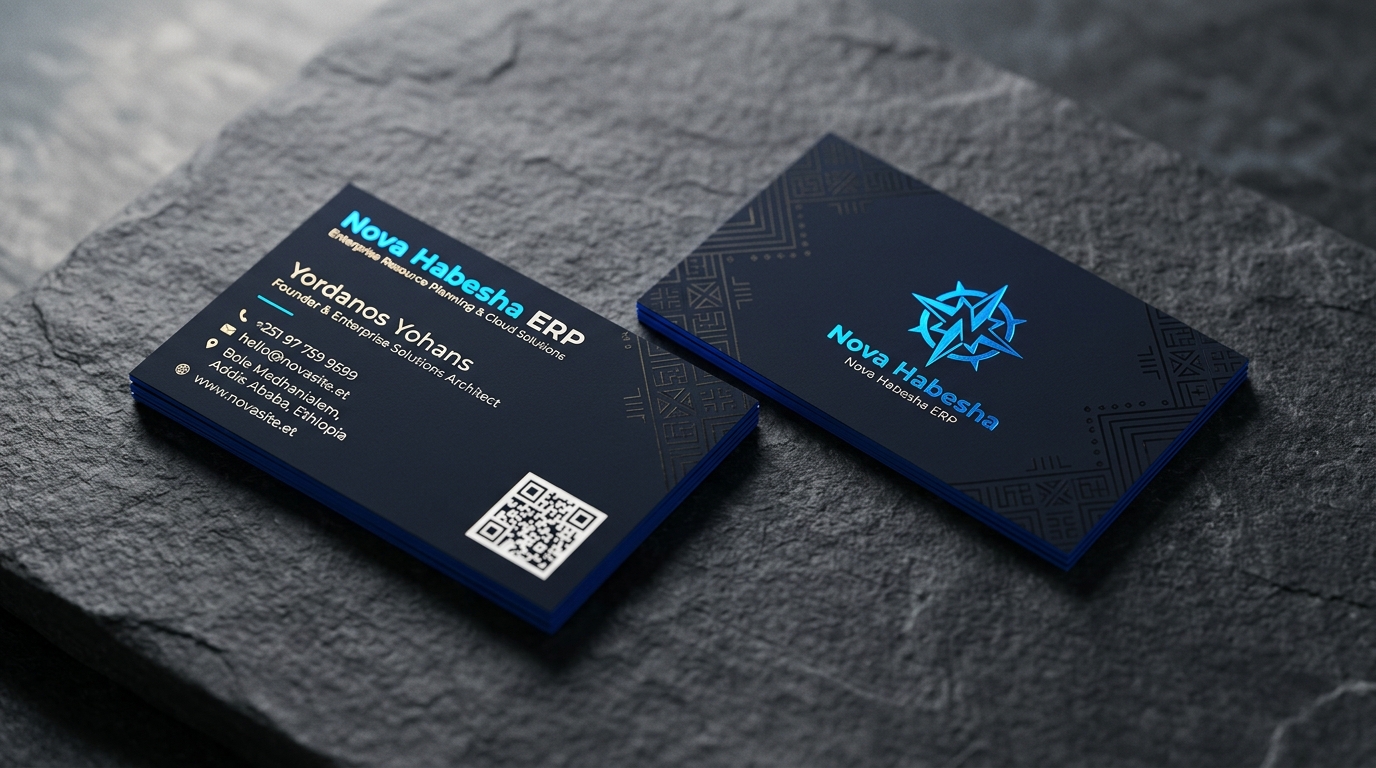 Nova Habesha ERP
Enterprise Resource Planning & Cloud Solutions
Yordanos Yohans
Founder & Enterprise Solutions Architect
+251 97 759 9899
hello@novasite.et
Bole Medhanialem,
Addis Ababa, Ethiopia
www.novasite.et
Nova Habesha
Nova Habesha ERP